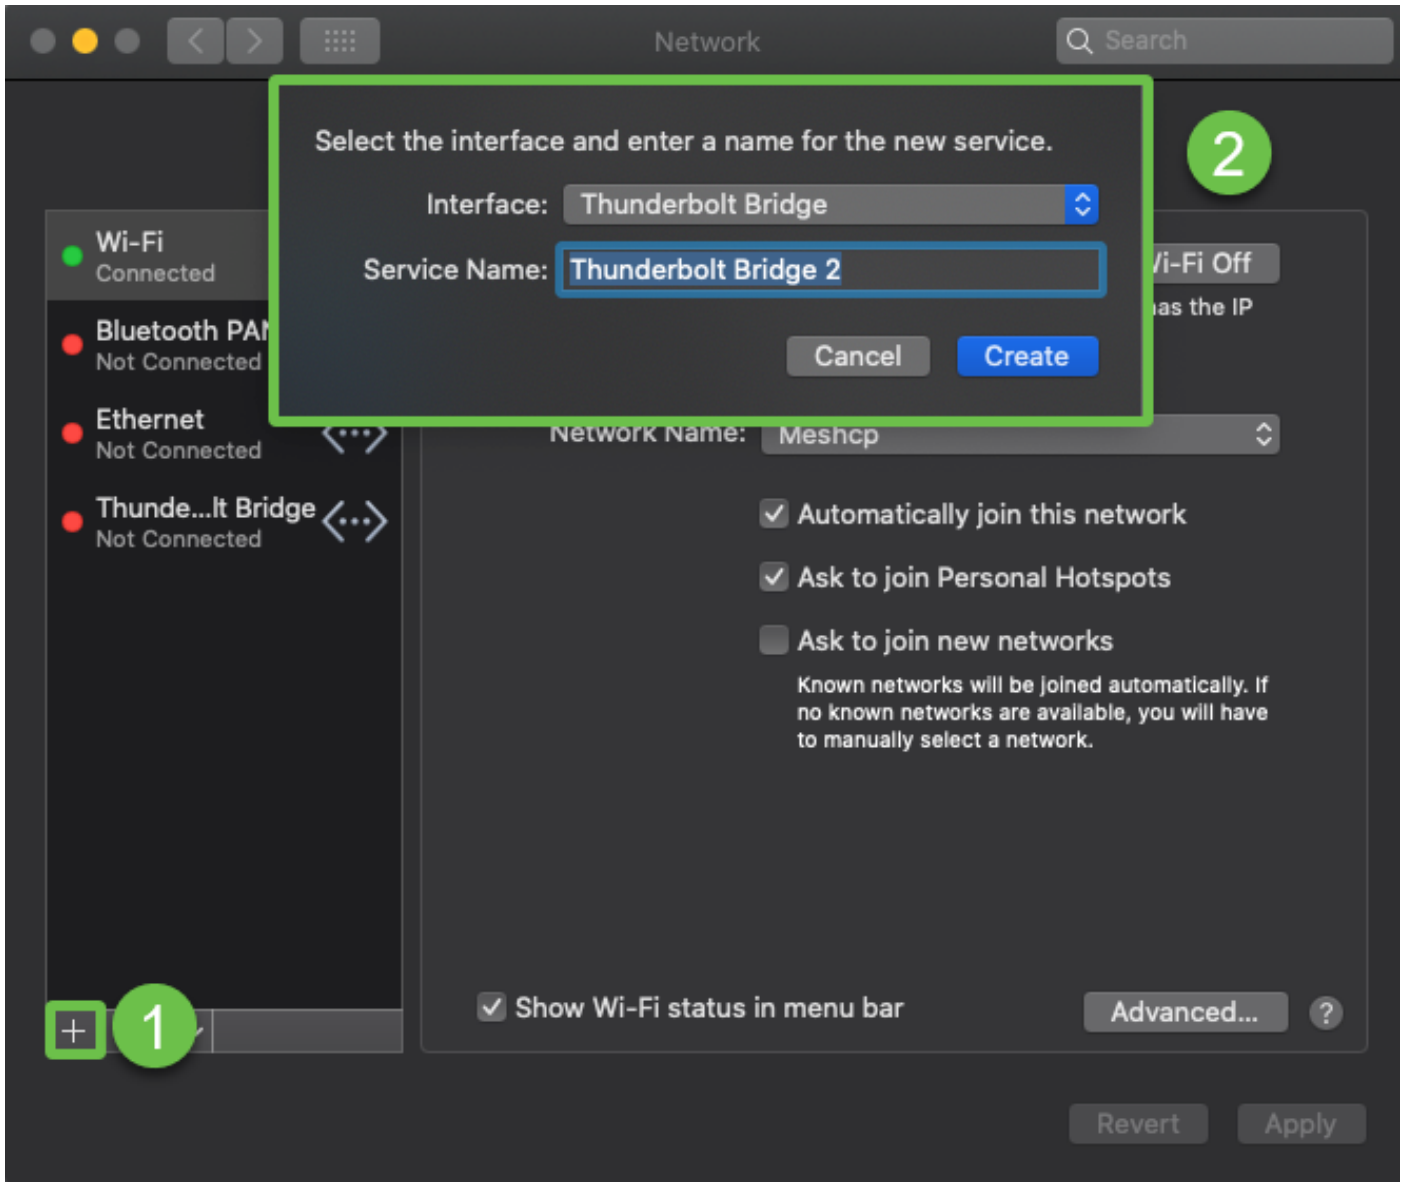 Network
Search
Select the interface and enter a name for the new service.
2
Interface: Thunderbolt Bridge
Service Name: Thunderbolt Bridge 2
Cancel
Create
Wi-Fi
Connected
Bluetooth
Not Connected
Ethernet
Not Connected
Thunde...lt Bridge
Not Connected
Off
has the IP
Network Name: Meshcp
Automatically join this network
Ask to join Personal Hotspots
Ask to join new networks
Known networks will be joined automatically. If
no known networks are available, you will have
to manually select a network.
+
1
Show Wi-Fi status in menu bar
Advanced...
?
Revert
Apply